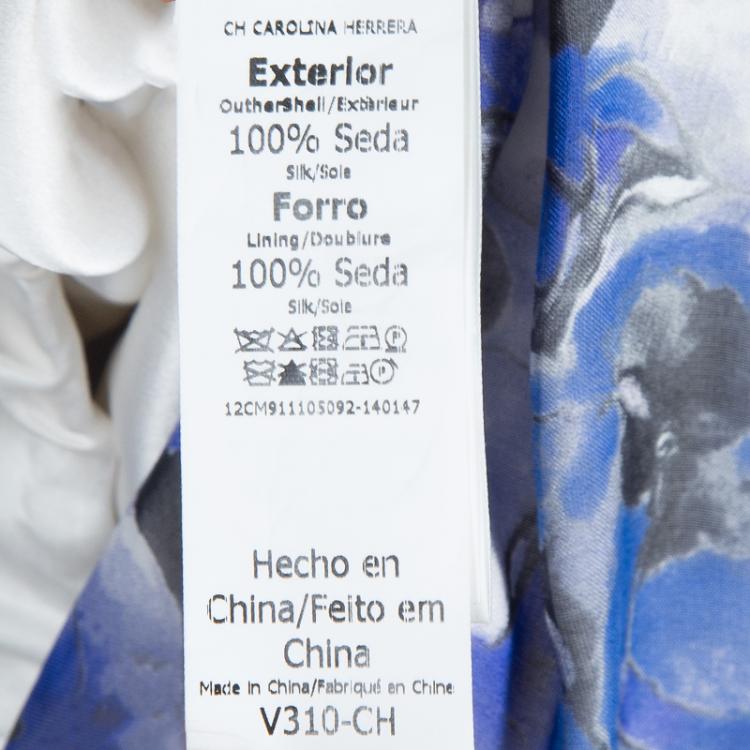 CH CAROLINA HERRERA
Exterior
OutherShell/Extèrieur
100% Seda
Silk/Soie
Forro
Lining/Doublure
100% Seda
Silk/Soie
12CM911105092-140147
Hecho en
China/Feito em
China
Made in China/Fabriqué en Chine
V310-CH